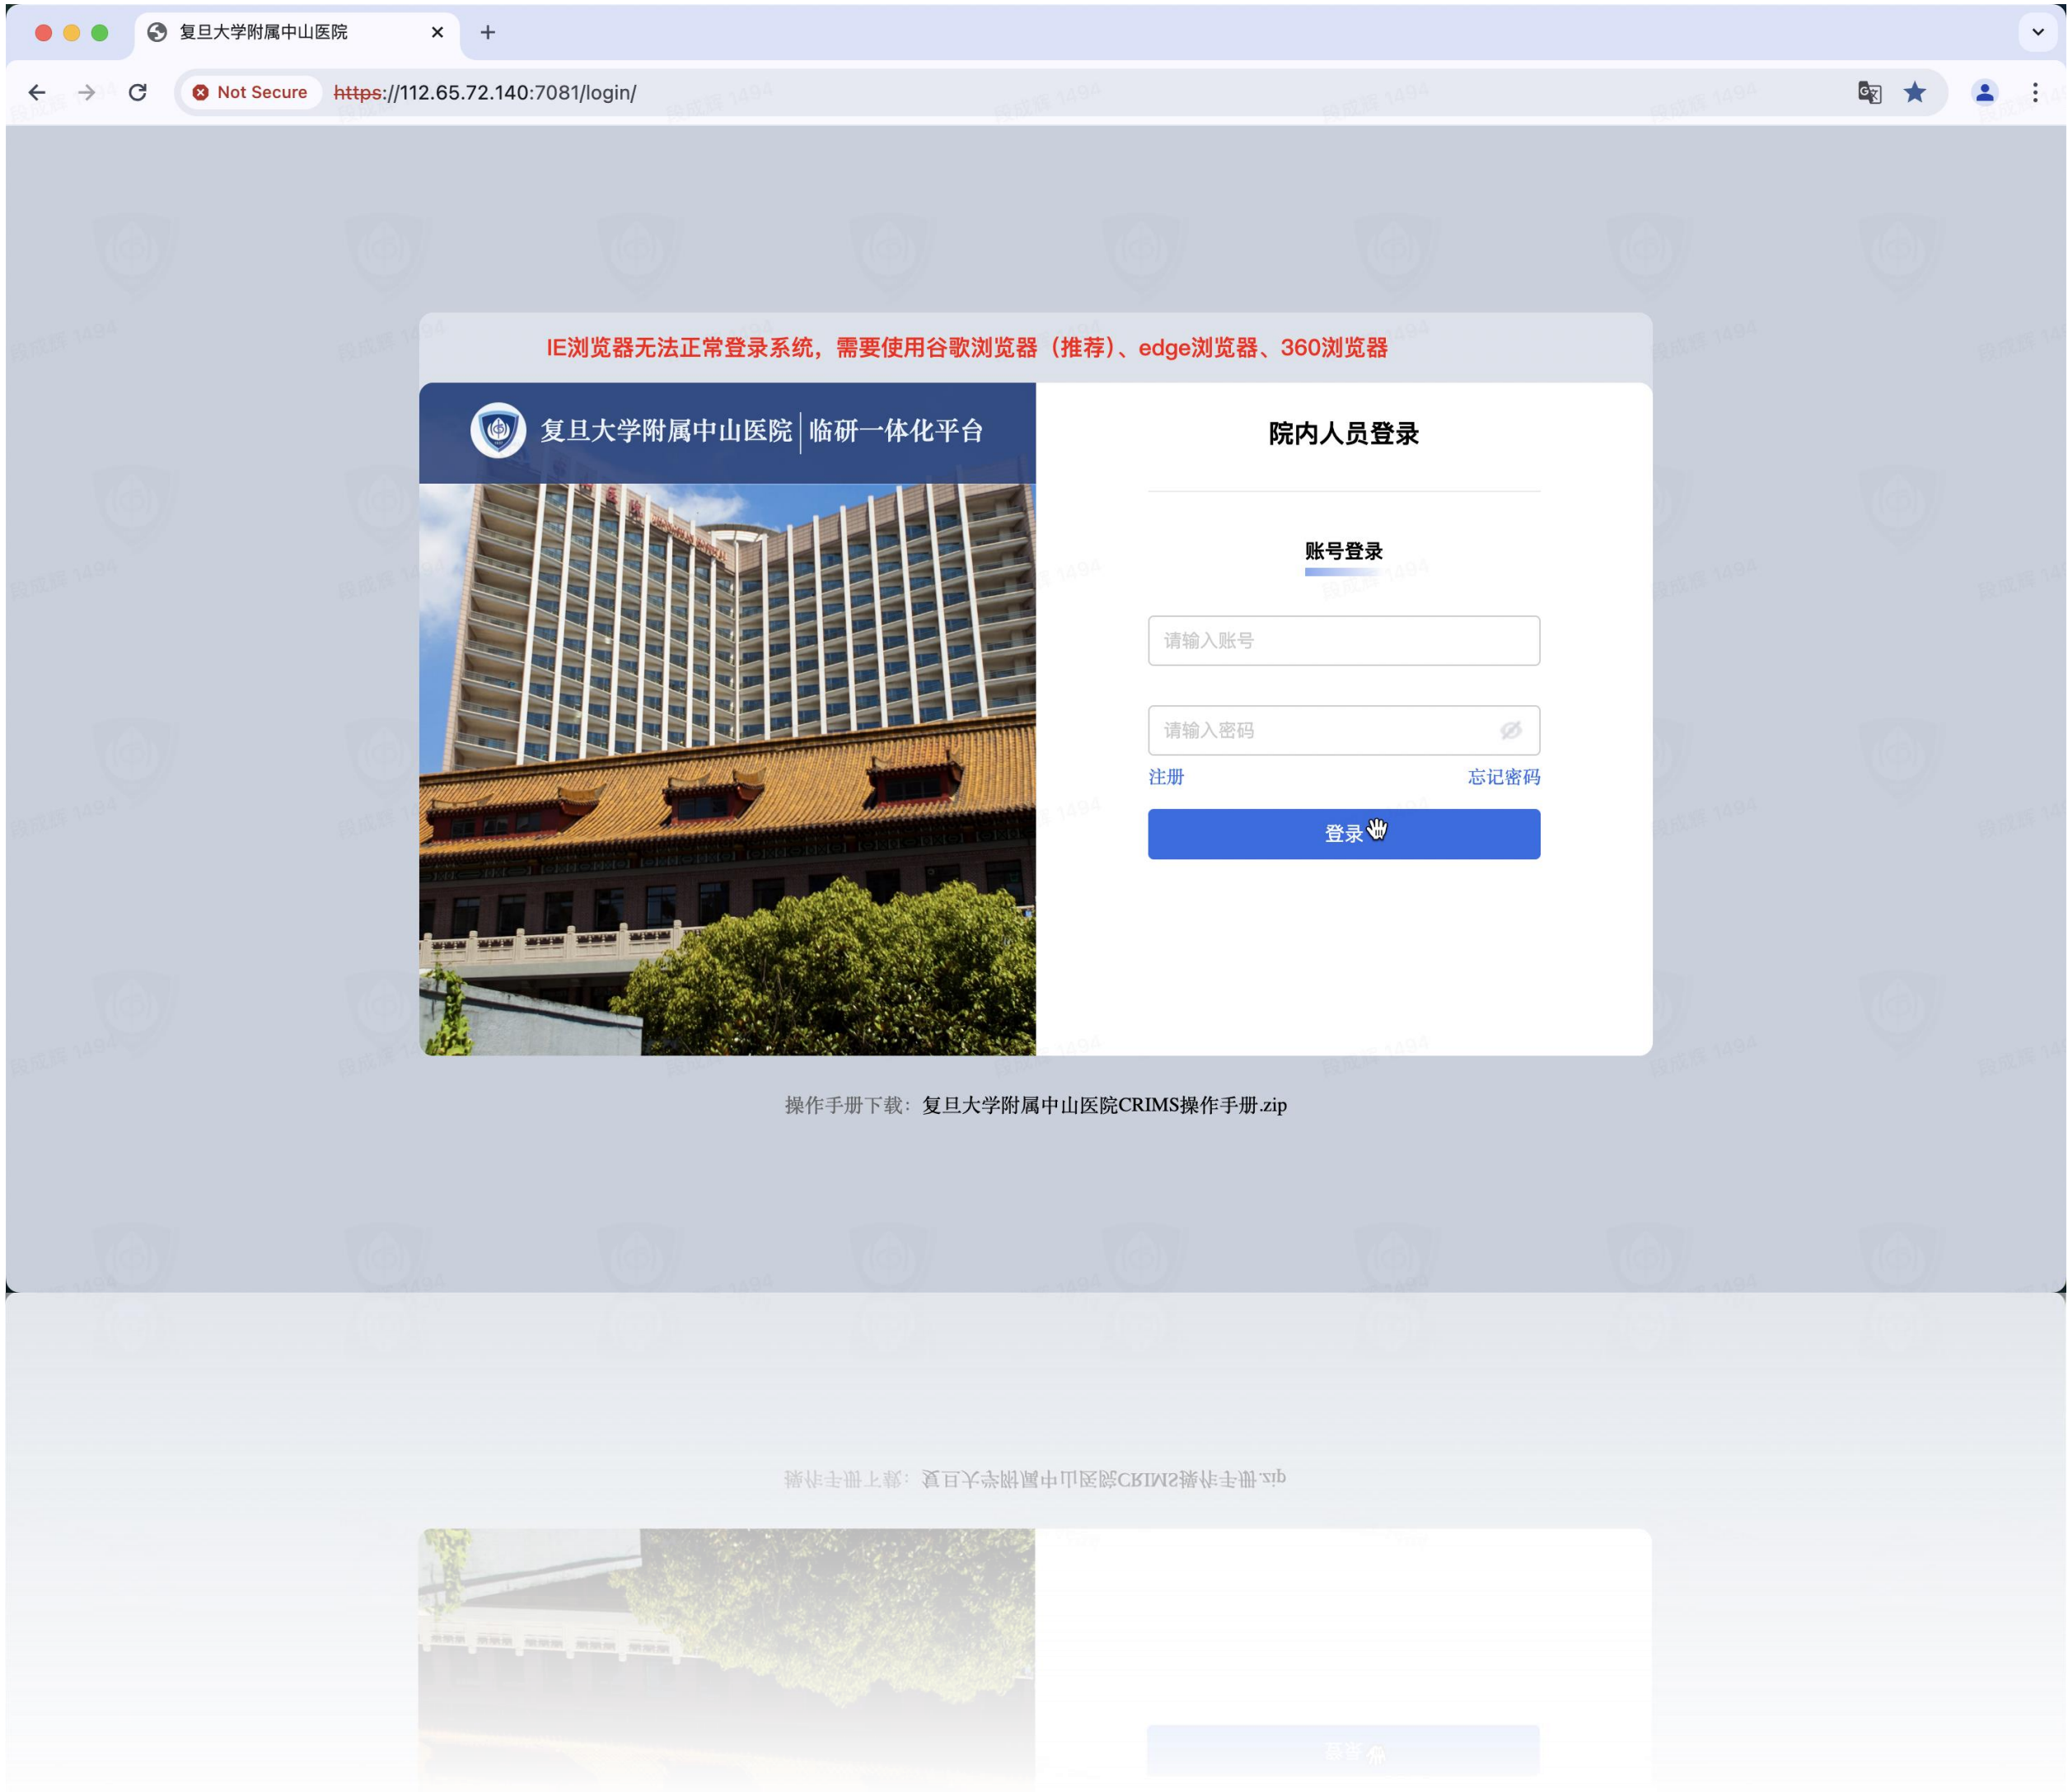 复旦大学附属中山医院
Not Secure https://112.65.72.140:7081/login/
IE浏览器无法正常登录系统，需要使用谷歌浏览器（推荐）、edge浏览器、360浏览器
复旦大学附属中山医院 临研一体化平台
院内人员登录
账号登录
请输入账号
请输入密码
注册 忘记密码
登录
操作手册下载：复旦大学附属中山医院CRIMS操作手册.zip
段成辉 1494